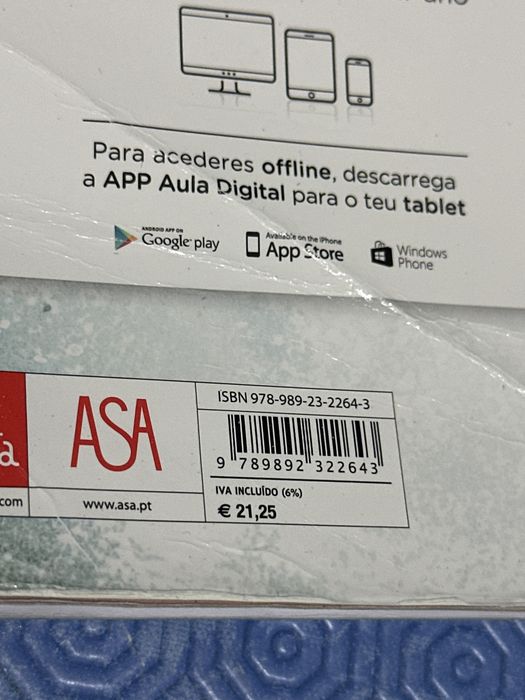 Para acederes offline, descarrega
a APP Aula Digital para o teu tablet
ANDROID APP ON
Google play
Available on the iPhone
App Store
Windows
Phone
ASA
www.asa.pt
com
ISBN 978-989-23-2264-3
9 789892 322643
IVA INCLUÍDO (6%)
€ 21,25